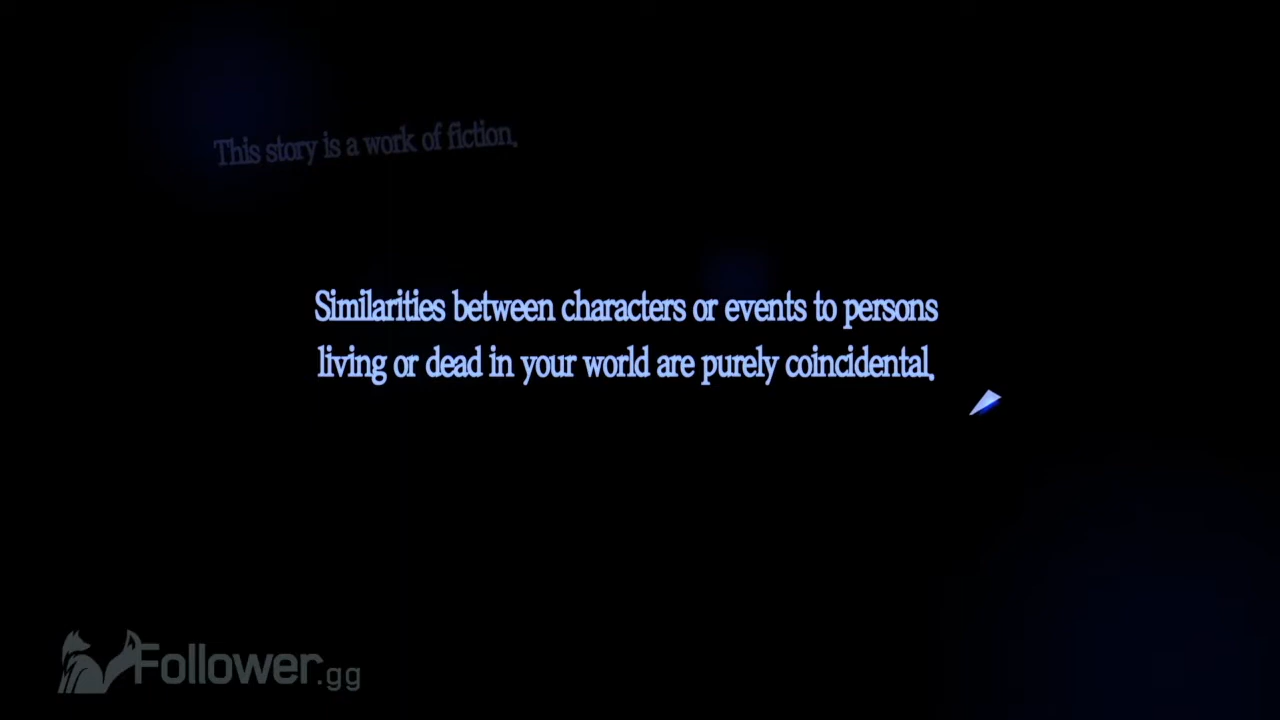 This story is a work of fiction.
Similarities between characters or events to persons
living or dead in your world are purely coincidental.
Follower.gg